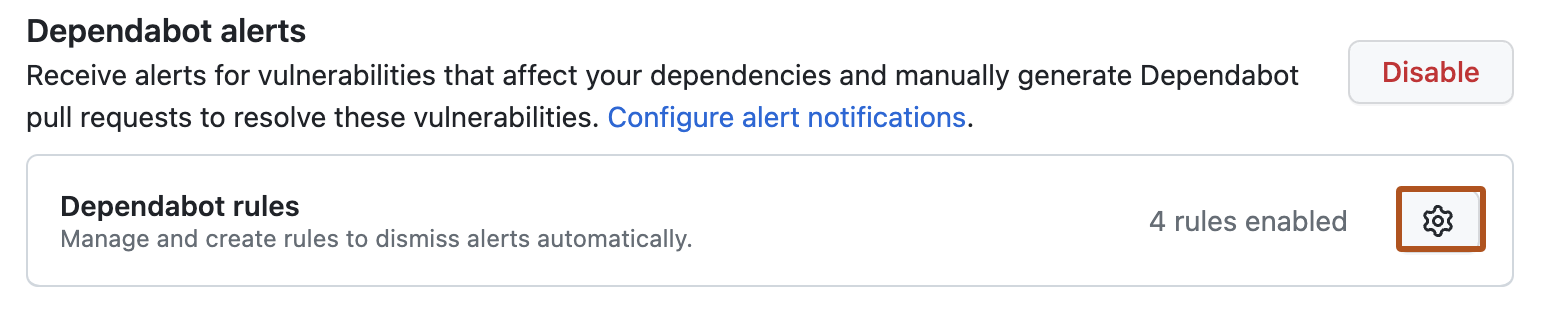 Dependabot alerts
Receive alerts for vulnerabilities that affect your dependencies and manually generate Dependabot
pull requests to resolve these vulnerabilities. Configure alert notifications.
Disable
Dependabot rules
Manage and create rules to dismiss alerts automatically.
4 rules enabled